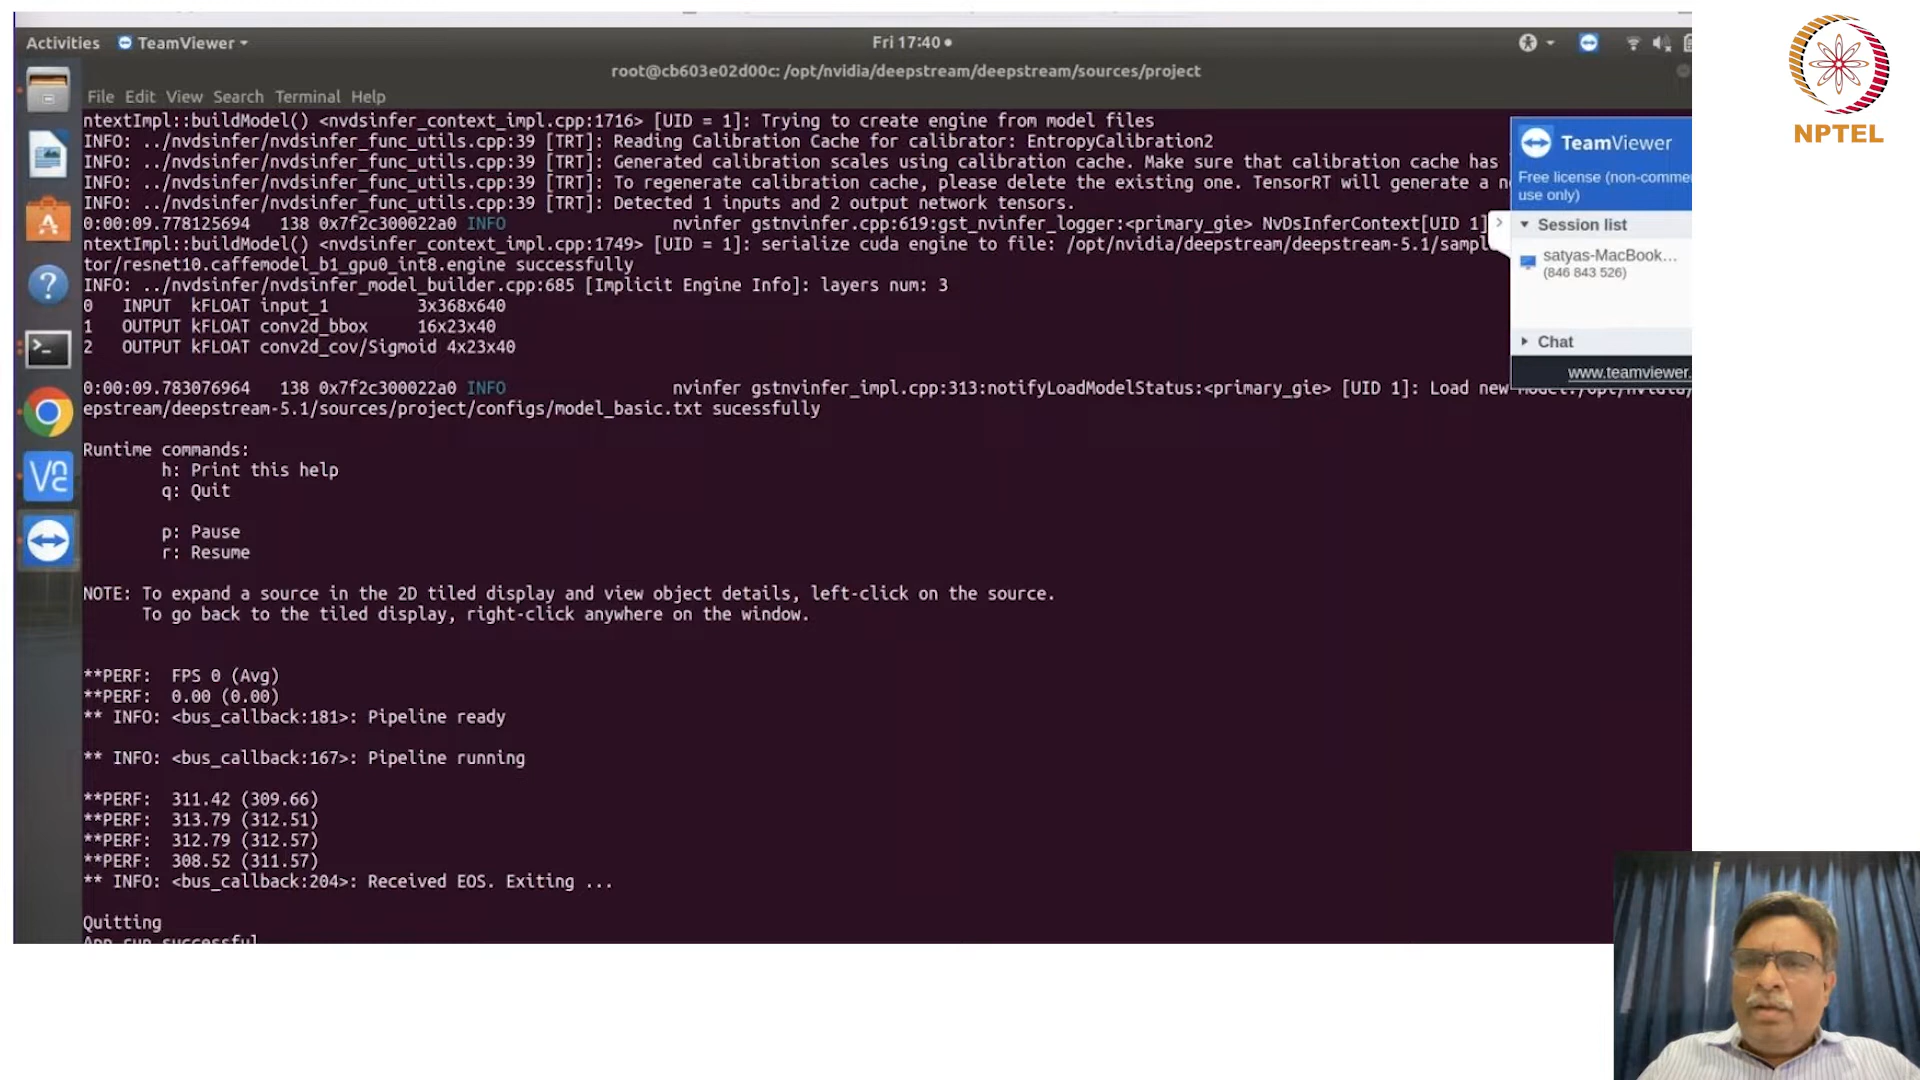 Activities TeamViewer Fri 17:40
root@cb603e02d00c: /opt/nvidia/deepstream/deepstream/sources/project
File Edit View Search Terminal Help
ntextImpl::buildModel() <nvdsinfer_context_impl.cpp:1716> [UID = 1]: Trying to create engine from model files
INFO: ../nvdsinfer/nvdsinfer_func_utils.cpp:39 [TRT]: Reading Calibration Cache for calibrator: EntropyCalibration2
INFO: ../nvdsinfer/nvdsinfer_func_utils.cpp:39 [TRT]: Generated calibration scales using calibration cache. Make sure that calibration cache has
INFO: ../nvdsinfer/nvdsinfer_func_utils.cpp:39 [TRT]: To regenerate calibration cache, please delete the existing one. TensorRT will generate a
INFO: ../nvdsinfer/nvdsinfer_func_utils.cpp:39 [TRT]: Detected 1 inputs and 2 output network tensors.
0:00:09.778125694 138 0x7f2c300022a0 INFO nvinfer gstnvinfer.cpp:619:gst_nvinfer_logger:<primary_gie> NvDsInferContext[UID 1]
ntextImpl::buildModel() <nvdsinfer_context_impl.cpp:1749> [UID = 1]: serialize cuda engine to file: /opt/nvidia/deepstream/deepstream-5.1/sampl
tor/resnet10.caffemodel_b1_gpu0_int8.engine successfully
INFO: ../nvdsinfer/nvdsinfer_model_builder.cpp:685 [Implicit Engine Info]: layers num: 3
0 INPUT kFLOAT input_1 3x368x640
1 OUTPUT kFLOAT conv2d_bbox 16x23x40
2 OUTPUT kFLOAT conv2d_cov/Sigmoid 4x23x40
0:00:09.783076964 138 0x7f2c300022a0 INFO nvinfer gstnvinfer_impl.cpp:313:notifyLoadModelStatus:<primary_gie> [UID 1]: Load new
epstream/deepstream-5.1/sources/project/configs/model_basic.txt sucessfully
Runtime commands:
h: Print this help
q: Quit
p: Pause
r: Resume
NOTE: To expand a source in the 2D tiled display and view object details, left-click on the source.
To go back to the tiled display, right-click anywhere on the window.
**PERF: FPS 0 (Avg)
**PERF: 0.00 (0.00)
** INFO: <bus_callback:181>: Pipeline ready
** INFO: <bus_callback:167>: Pipeline running
**PERF: 311.42 (309.66)
**PERF: 313.79 (312.51)
**PERF: 312.79 (312.57)
**PERF: 308.52 (311.57)
** INFO: <bus_callback:204>: Received EOS. Exiting ...
Quitting
App run successful
TeamViewer
Free license (non-comme
use only)
Session list
satyas-MacBook...
(846 843 526)
Chat
www.teamviewer.
NPTEL